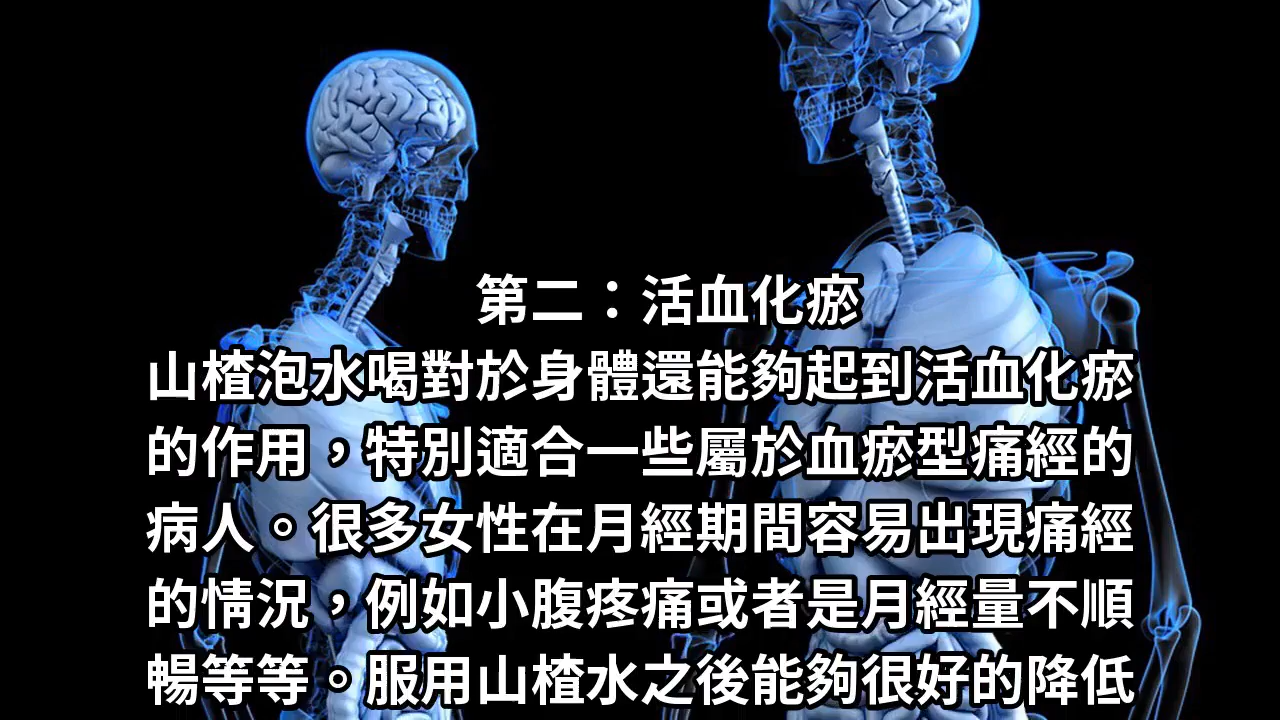 第二：活血化瘀
山楂泡水喝對於身體還能夠起到活血化瘀
的作用，特別適合一些屬於血瘀型痛經的
病人。很多女性在月經期間容易出現痛經
的情況，例如小腹疼痛或者是月經量不順
暢等等。服用山楂水之後能夠很好的降低